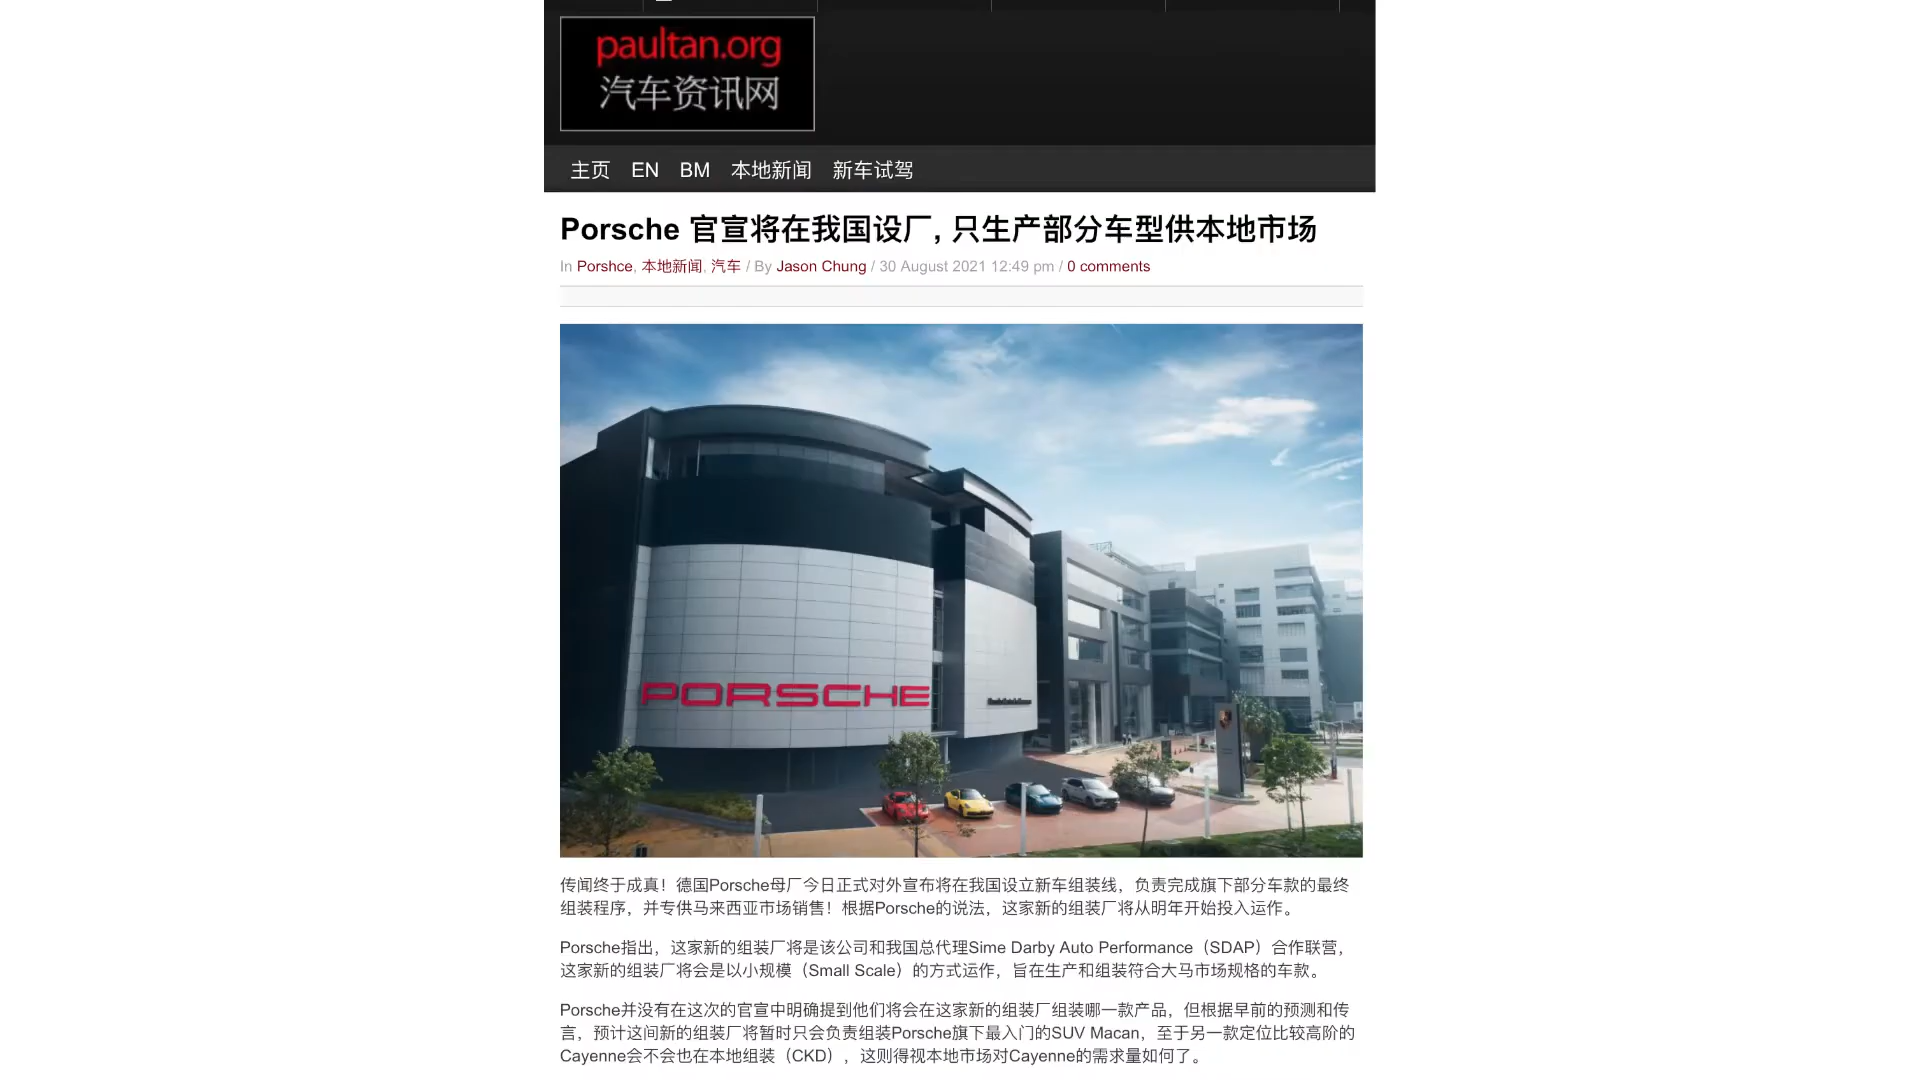 paultan.org
汽车资讯网
主页 EN BM 本地新闻 新车试驾
Porsche 官宣将在我国设厂, 只生产部分车型供本地市场
In Porshce, 本地新闻, 汽车 / By Jason Chung / 30 August 2021 12:49 pm / 0 comments
PORSCHE
传闻终于成真！德国Porsche母厂今日正式对外宣布将在我国设立新车组装线，负责完成旗下部分车款的最终
组装程序，并专供马来西亚市场销售！根据Porsche的说法，这家新的组装厂将从明年开始投入运作。
Porsche指出，这家新的组装厂将是该公司和我国总代理Sime Darby Auto Performance（SDAP）合作联营，
这家新的组装厂将会是以小规模（Small Scale）的方式运作，旨在生产和组装符合大马市场规格的车款。
Porsche并没有在这次的官宣中明确提到他们将会在这家新的组装厂组装哪一款产品，但根据早前的预测和传
言，预计这间新的组装厂将暂时只会负责组装Porsche旗下最入门的SUV Macan，至于另一款定位比较高阶的
Cayenne会不会也在本地组装（CKD），这则得视本地市场对Cayenne的需求量如何了。